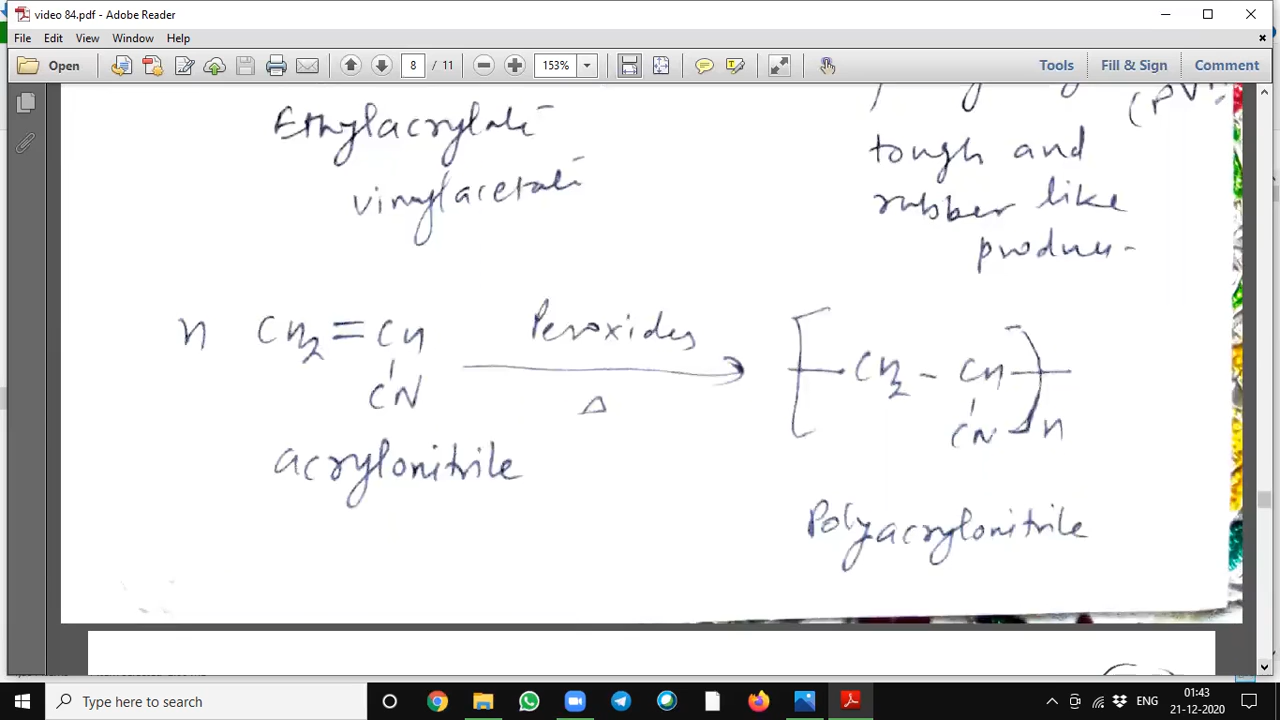 video 84.pdf - Adobe Reader
File Edit View Window Help
Open 8 / 11 153% Tools Fill & Sign Comment
Ethylacrylate
vinylacetate
(PV
tough and
rubber like
n CH2=CH Peroxides [-CH2-CH-]n
CN Δ CN
acrylonitrile
Polyacrylonitrile
Type here to search
ENG 01:43
21-12-2020